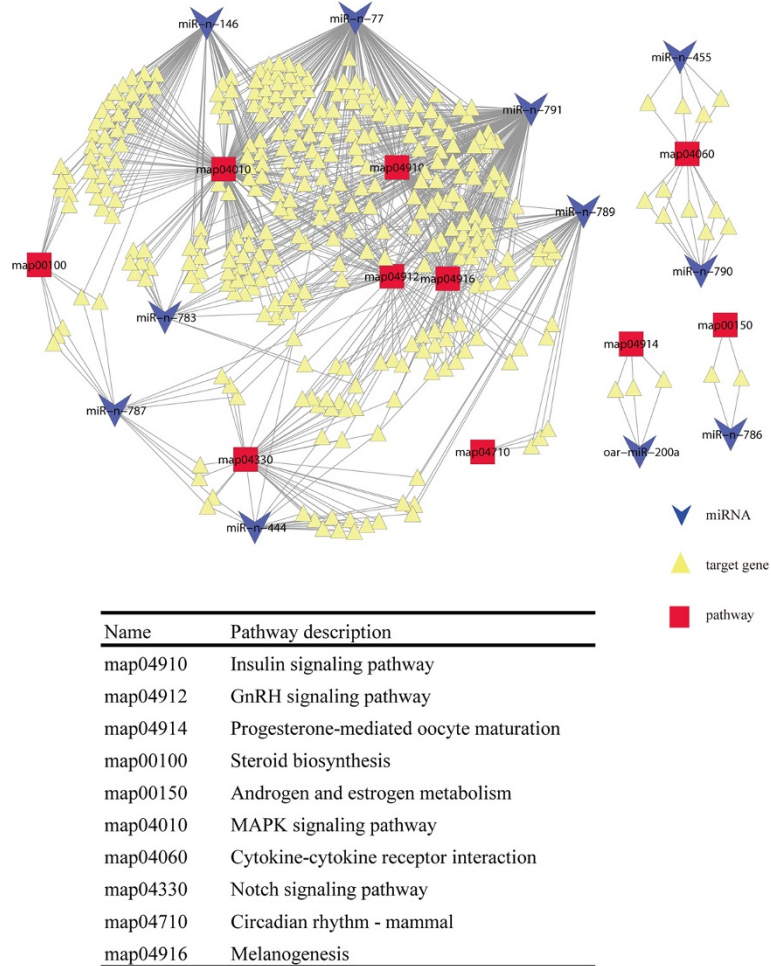 miR-n-146
miR-n-77
miR-n-455
miR-n-791
map04060
map04010
map04910
miR-n-789
map00100
map04912
map04916
miR-n-790
miR-n-783
map00150
map04914
miR-n-787
miR-n-786
map04330
map04710
oar-miR-200a
miR-n-444
miRNA
target gene
pathway
Name Pathway description
map04910 Insulin signaling pathway
map04912 GnRH signaling pathway
map04914 Progesterone-mediated oocyte maturation
map00100 Steroid biosynthesis
map00150 Androgen and estrogen metabolism
map04010 MAPK signaling pathway
map04060 Cytokine-cytokine receptor interaction
map04330 Notch signaling pathway
map04710 Circadian rhythm - mammal
map04916 Melanogenesis